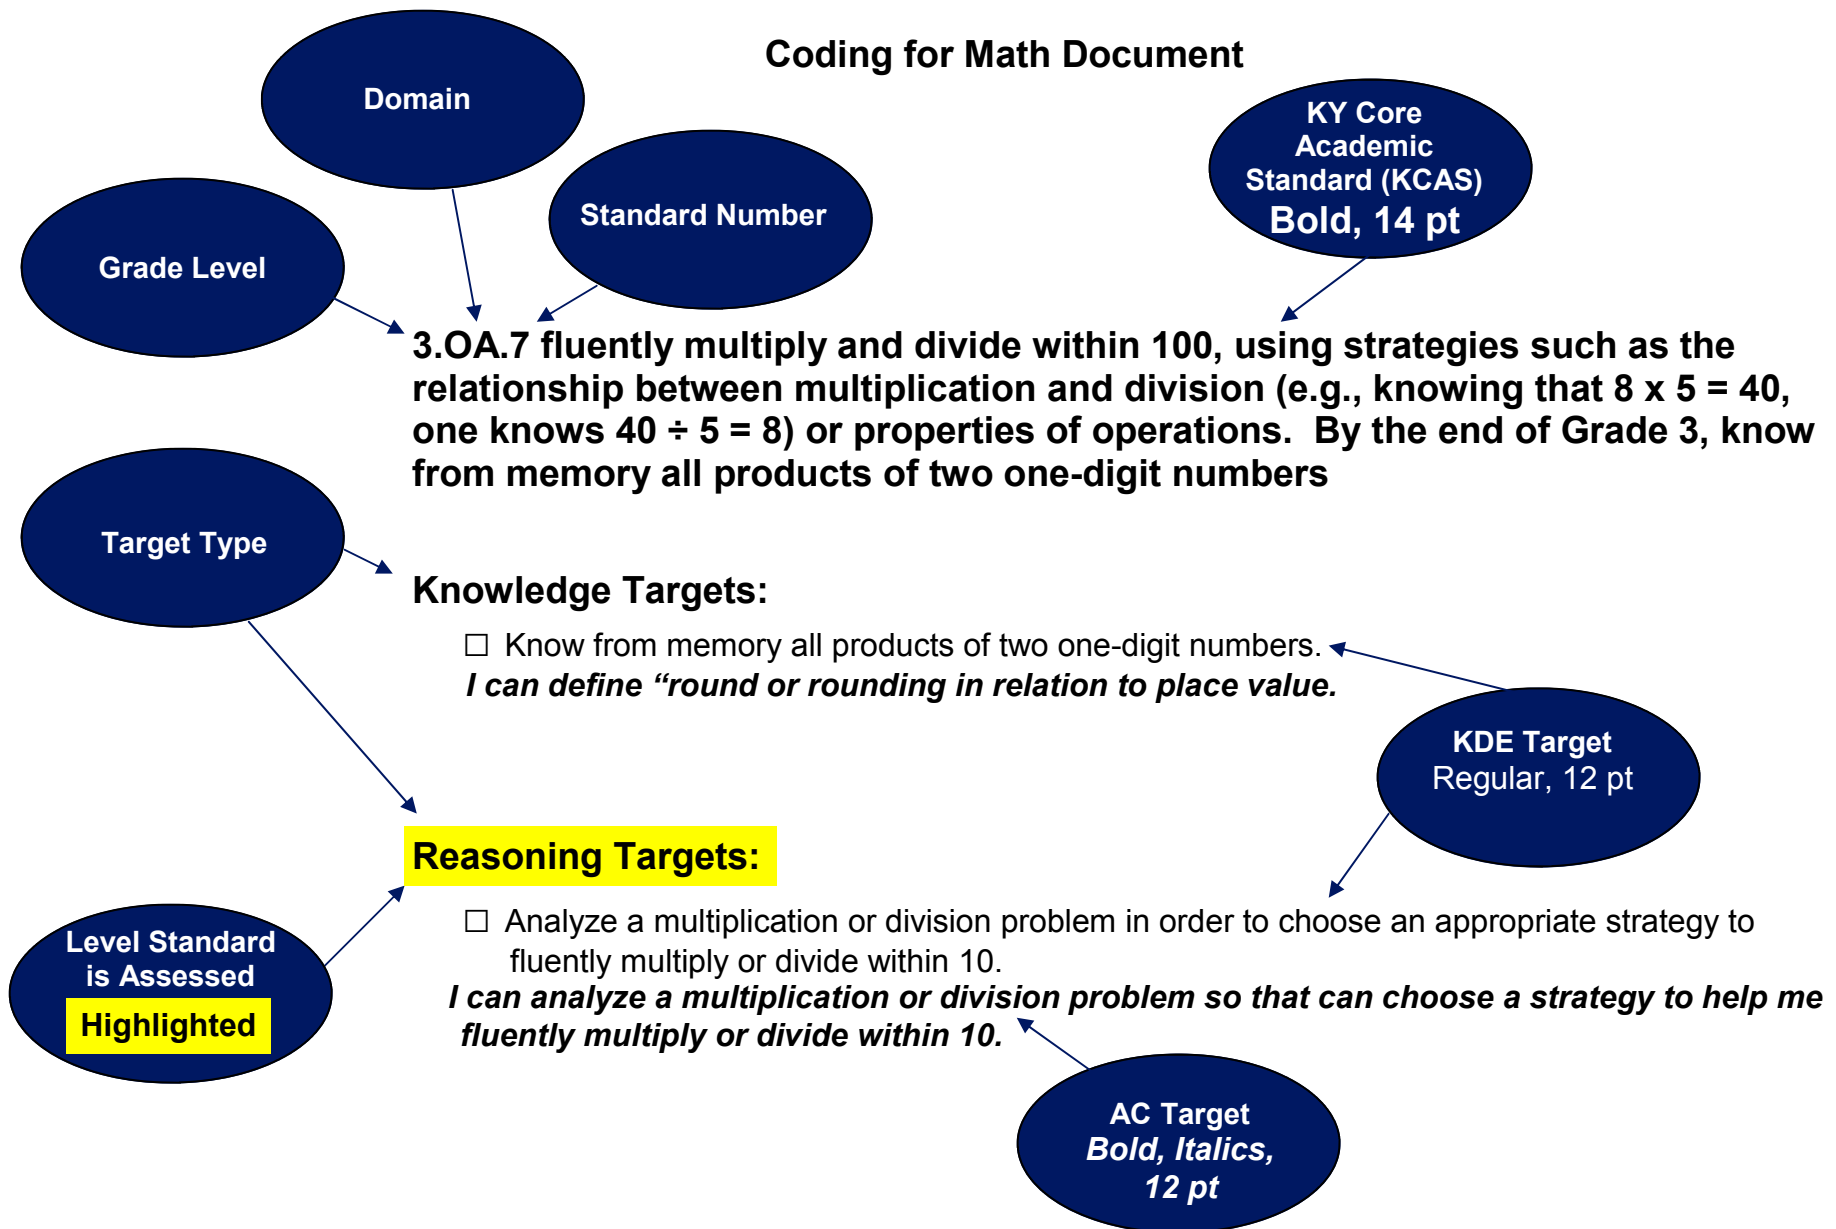 Coding for Math Document
Domain
KY Core
Academic
Standard (KCAS)
Bold, 14 pt
Standard Number
Grade Level
3.OA.7 fluently multiply and divide within 100, using strategies such as the
relationship between multiplication and division (e.g., knowing that 8 x 5 = 40,
one knows 40 ÷ 5 = 8) or properties of operations.  By the end of Grade 3, know
from memory all products of two one-digit numbers
Target Type
Knowledge Targets:
☐ Know from memory all products of two one-digit numbers.
I can define “round or rounding in relation to place value.
KDE Target
Regular, 12 pt
Reasoning Targets:
☐ Analyze a multiplication or division problem in order to choose an appropriate strategy to
fluently multiply or divide within 10.
Level Standard
is Assessed
Highlighted
I can analyze a multiplication or division problem so that can choose a strategy to help me
fluently multiply or divide within 10.
AC Target
Bold, Italics,
12 pt